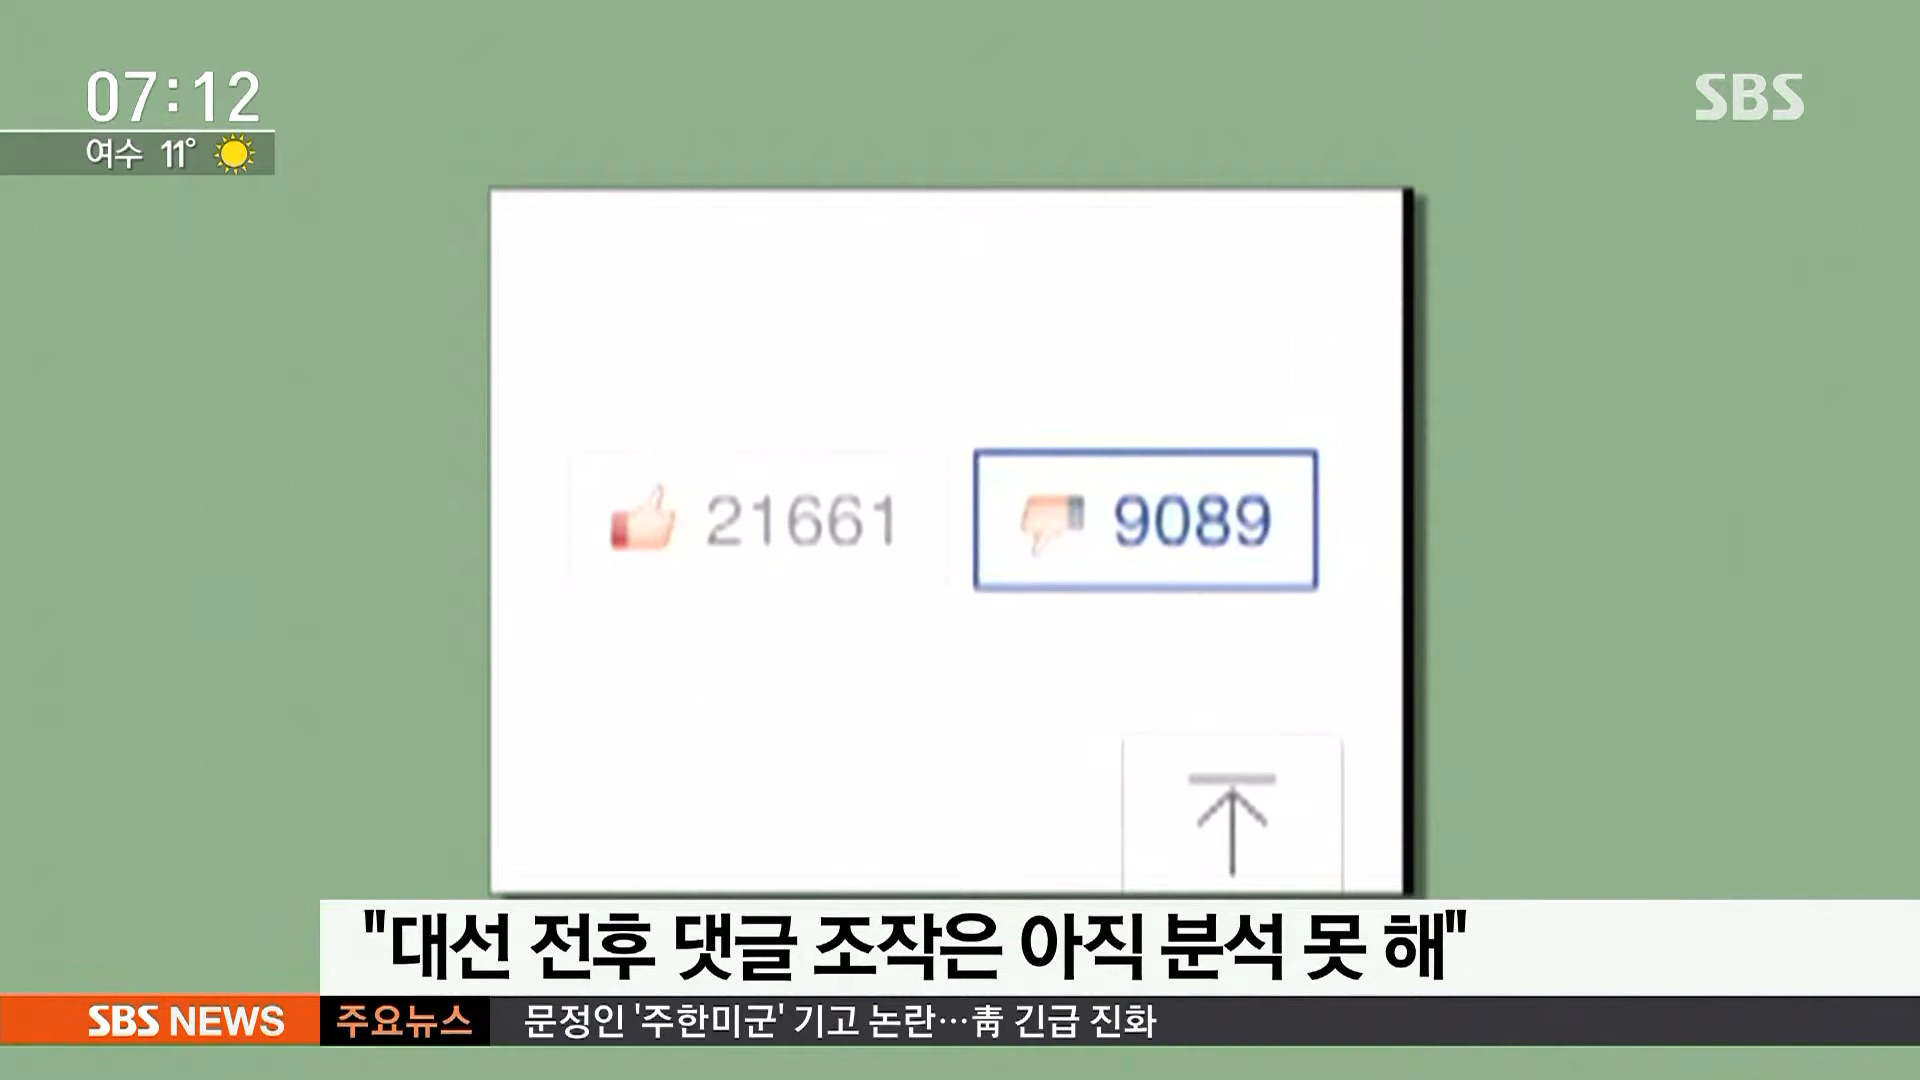 07:12
SBS
여수 11°
21661
9089
"대선 전후 댓글 조작은 아직 분석 못 해"
SBS NEWS
주요뉴스
문정인 '주한미군' 기고 논란…靑 긴급 진화